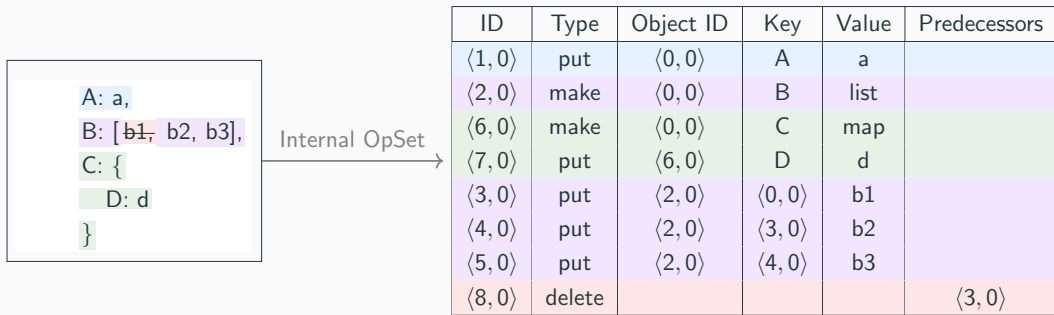 A: a,
B: [ b1, b2, b3],
C: {
D: d
}
Internal OpSet
ID Type Object ID Key Value Predecessors
⟨1, 0⟩ put ⟨0, 0⟩ A a
⟨2, 0⟩ make ⟨0, 0⟩ B list
⟨6, 0⟩ make ⟨0, 0⟩ C map
⟨7, 0⟩ put ⟨6, 0⟩ D d
⟨3, 0⟩ put ⟨2, 0⟩ ⟨0, 0⟩ b1
⟨4, 0⟩ put ⟨2, 0⟩ ⟨3, 0⟩ b2
⟨5, 0⟩ put ⟨2, 0⟩ ⟨4, 0⟩ b3
⟨8, 0⟩ delete ⟨3, 0⟩